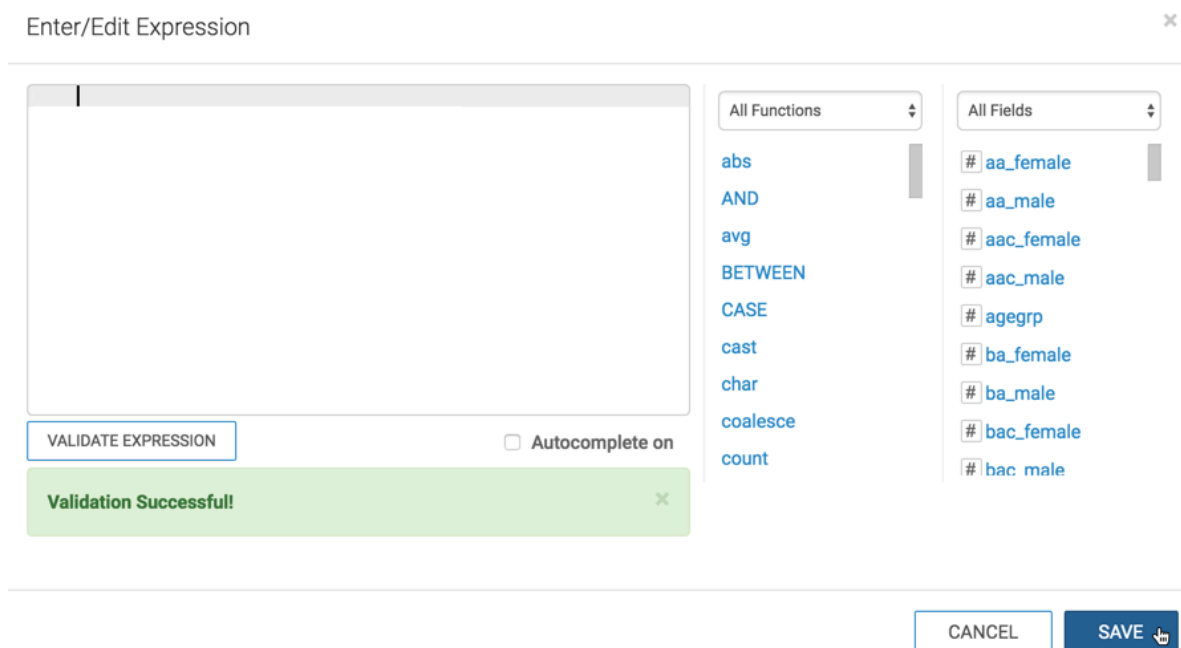 Enter/Edit Expression
×
All Functions
abs
AND
avg
BETWEEN
CASE
cast
char
coalesce
count
All Fields
# aa_female
# aa_male
# aac_female
# aac_male
# agegrp
# ba_female
# ba_male
# bac_female
# bac_male
VALIDATE EXPRESSION
Autocomplete on
Validation Successful! ×
CANCEL
SAVE